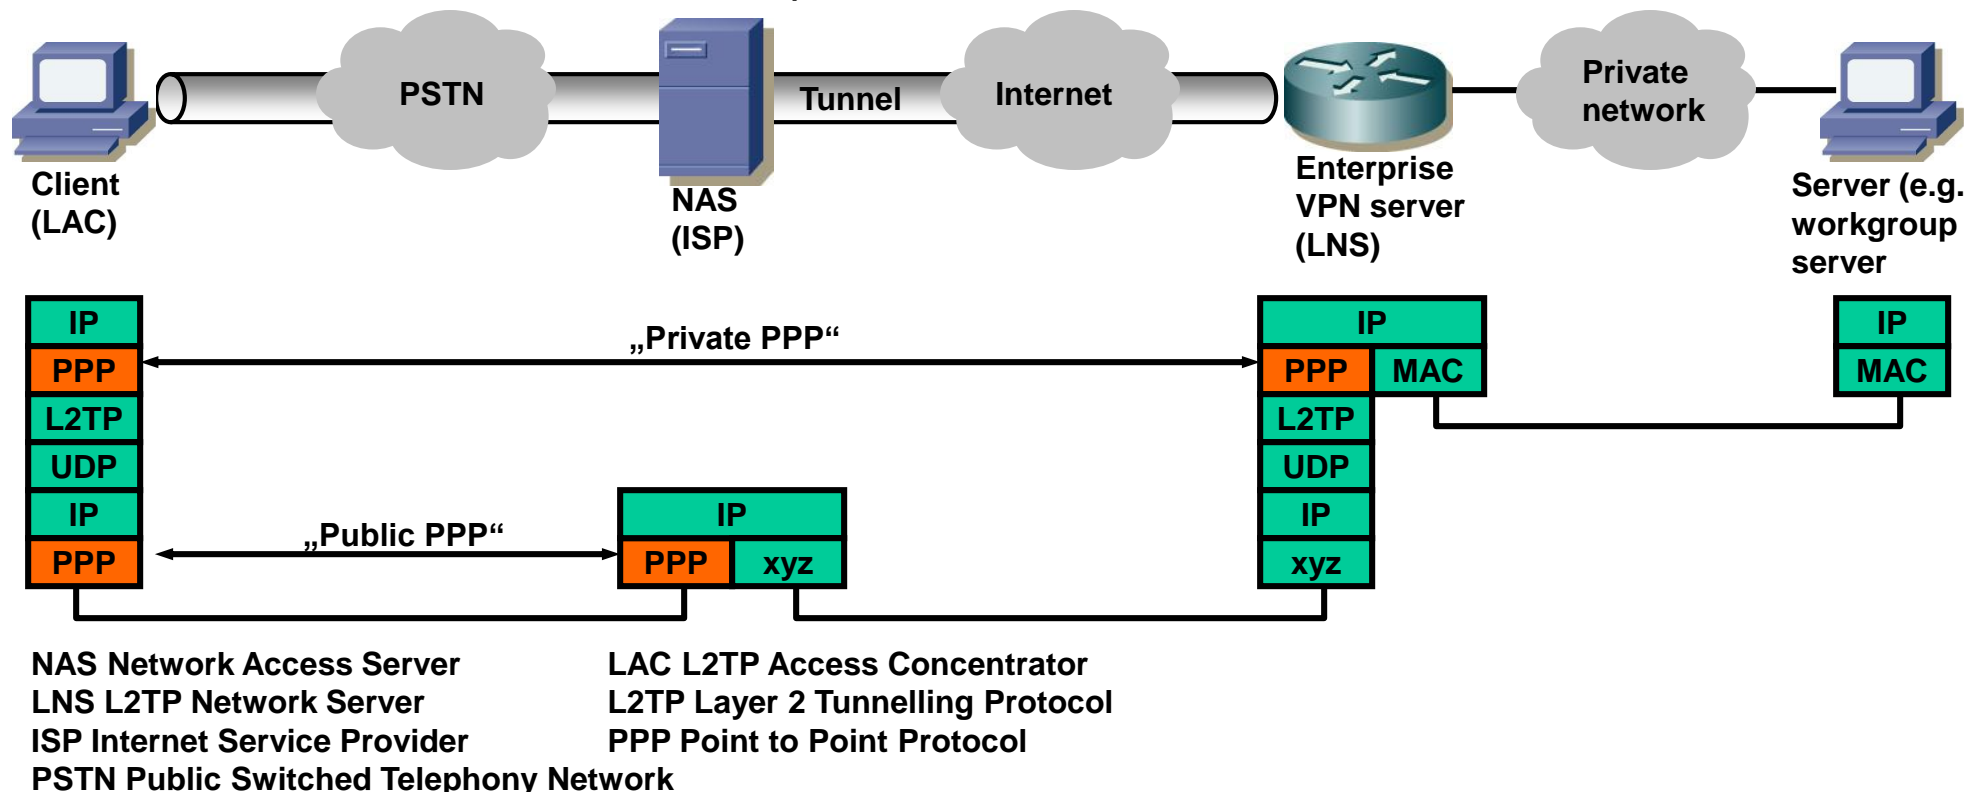 PSTN
Tunnel
Internet
Private
network
Client
(LAC)
NAS
(ISP)
Enterprise
VPN server
(LNS)
Server (e.g.
workgroup
server
IP
PPP
L2TP
UDP
IP
PPP
„Private PPP“
„Public PPP“
IP
PPP xyz
IP
PPP MAC
L2TP
UDP
IP
xyz
IP
MAC
NAS Network Access Server
LNS L2TP Network Server
ISP Internet Service Provider
PSTN Public Switched Telephony Network
LAC L2TP Access Concentrator
L2TP Layer 2 Tunnelling Protocol
PPP Point to Point Protocol